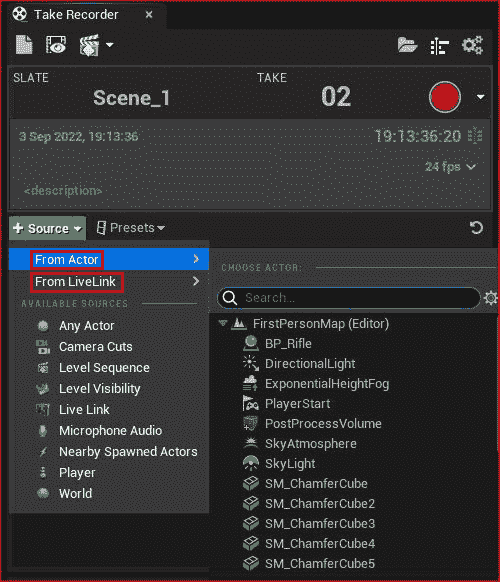 Take Recorder
SLATE
TAKE
Scene_1
02
3 Sep 2022, 19:13:36
19:13:36:20
24 fps
<description>
+ Source
Presets
From Actor
From LiveLink
AVAILABLE SOURCES
Any Actor
Camera Cuts
Level Sequence
Level Visibility
Live Link
Microphone Audio
Nearby Spawned Actors
Player
World
CHOOSE ACTOR:
Search...
FirstPersonMap (Editor)
BP_Rifle
DirectionalLight
ExponentialHeightFog
PlayerStart
PostProcessVolume
SkyAtmosphere
SkyLight
SM_ChamferCube
SM_ChamferCube2
SM_ChamferCube3
SM_ChamferCube4
SM_ChamferCube5